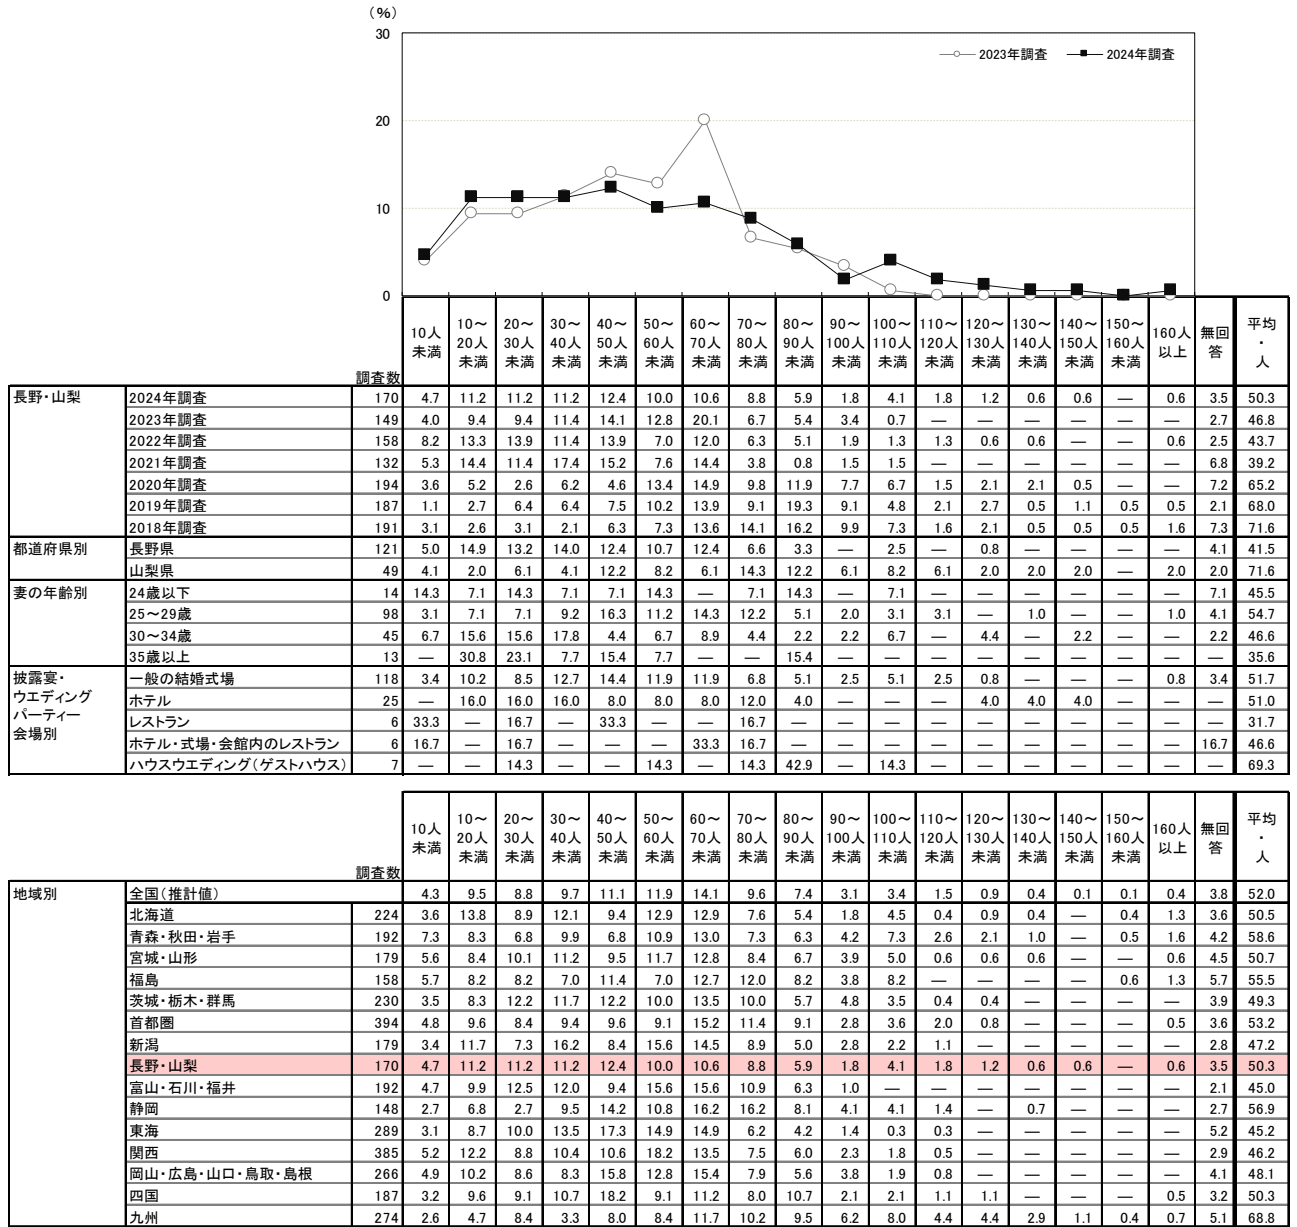 (%)
30
20
10
0
2023年調査 2024年調査
調査数 10人未満 10～20人未満 20～30人未満 30～40人未満 40～50人未満 50～60人未満 60～70人未満 70～80人未満 80～90人未満 90～100人未満 100～110人未満 110～120人未満 120～130人未満 130～140人未満 140～150人未満 150～160人未満 160人以上 無回答 平均・人
長野・山梨 2024年調査 170 4.7 11.2 11.2 11.2 12.4 10.0 10.6 8.8 5.9 1.8 4.1 1.8 1.2 0.6 0.6 — 0.6 3.5 50.3
2023年調査 149 4.0 9.4 9.4 11.4 14.1 12.8 20.1 6.7 5.4 3.4 0.7 — — — — — — 2.7 46.8
2022年調査 158 8.2 13.3 13.9 11.4 13.9 7.0 12.0 6.3 5.1 1.9 1.3 1.3 0.6 0.6 — — 0.6 2.5 43.7
2021年調査 132 5.3 14.4 11.4 17.4 15.2 7.6 14.4 3.8 0.8 1.5 1.5 — — — — — — 6.8 39.2
2020年調査 194 3.6 5.2 2.6 6.2 4.6 13.4 14.9 9.8 11.9 7.7 6.7 1.5 2.1 2.1 0.5 — — 7.2 65.2
2019年調査 187 1.1 2.7 6.4 6.4 7.5 10.2 13.9 9.1 19.3 9.1 4.8 2.1 2.7 0.5 1.1 0.5 0.5 2.1 68.0
2018年調査 191 3.1 2.6 3.1 2.1 6.3 7.3 13.6 14.1 16.2 9.9 7.3 1.6 2.1 0.5 0.5 0.5 1.6 7.3 71.6
都道府県別 長野県 121 5.0 14.9 13.2 14.0 12.4 10.7 12.4 6.6 3.3 — 2.5 — 0.8 — — — — 4.1 41.5
山梨県 49 4.1 2.0 6.1 4.1 12.2 8.2 6.1 14.3 12.2 6.1 8.2 6.1 2.0 2.0 2.0 — 2.0 2.0 71.6
妻の年齢別 24歳以下 14 14.3 7.1 14.3 7.1 7.1 14.3 — 7.1 14.3 — 7.1 — — — — — — 7.1 45.5
25～29歳 98 3.1 7.1 7.1 9.2 16.3 11.2 14.3 12.2 5.1 2.0 3.1 3.1 — 1.0 — — 1.0 4.1 54.7
30～34歳 45 6.7 15.6 15.6 17.8 4.4 6.7 8.9 4.4 2.2 2.2 6.7 — 4.4 — 2.2 — — 2.2 46.6
35歳以上 13 — 30.8 23.1 7.7 15.4 7.7 — — 15.4 — — — — — — — — — 35.6
披露宴・ウエディングパーティー会場別 一般の結婚式場 118 3.4 10.2 8.5 12.7 14.4 11.9 11.9 6.8 5.1 2.5 5.1 2.5 0.8 — — — 0.8 3.4 51.7
ホテル 25 — 16.0 16.0 16.0 8.0 8.0 8.0 12.0 4.0 — — — 4.0 4.0 4.0 — — — 51.0
レストラン 6 33.3 — 16.7 — 33.3 — — 16.7 — — — — — — — — — — 31.7
ホテル・式場・会館内のレストラン 6 16.7 — 16.7 — — — 33.3 16.7 — — — — — — — — — 16.7 46.6
ハウスウエディング(ゲストハウス) 7 — — 14.3 — — 14.3 — 14.3 42.9 — 14.3 — — — — — — — 69.3
調査数 10人未満 10～20人未満 20～30人未満 30～40人未満 40～50人未満 50～60人未満 60～70人未満 70～80人未満 80～90人未満 90～100人未満 100～110人未満 110～120人未満 120～130人未満 130～140人未満 140～150人未満 150～160人未満 160人以上 無回答 平均・人
地域別 全国(推計値) 4.3 9.5 8.8 9.7 11.1 11.9 14.1 9.6 7.4 3.1 3.4 1.5 0.9 0.4 0.1 0.1 0.4 3.8 52.0
北海道 224 3.6 13.8 8.9 12.1 9.4 12.9 12.9 7.6 5.4 1.8 4.5 0.4 0.9 0.4 — 0.4 1.3 3.6 50.5
青森・秋田・岩手 192 7.3 8.3 6.8 9.9 6.8 10.9 13.0 7.3 6.3 4.2 7.3 2.6 2.1 1.0 — 0.5 1.6 4.2 58.6
宮城・山形 179 5.6 8.4 10.1 11.2 9.5 11.7 12.8 8.4 6.7 3.9 5.0 0.6 0.6 0.6 — — 0.6 4.5 50.7
福島 158 5.7 8.2 8.2 7.0 11.4 7.0 12.7 12.0 8.2 3.8 8.2 — — — — 0.6 1.3 5.7 55.5
茨城・栃木・群馬 230 3.5 8.3 12.2 11.7 12.2 10.0 13.5 10.0 5.7 4.8 3.5 0.4 0.4 — — — — 3.9 49.3
首都圏 394 4.8 9.6 8.4 9.4 9.6 9.1 15.2 11.4 9.1 2.8 3.6 2.0 0.8 — — — 0.5 3.6 53.2
新潟 179 3.4 11.7 7.3 16.2 8.4 15.6 14.5 8.9 5.0 2.8 2.2 1.1 — — — — — 2.8 47.2
長野・山梨 170 4.7 11.2 11.2 11.2 12.4 10.0 10.6 8.8 5.9 1.8 4.1 1.8 1.2 0.6 0.6 — 0.6 3.5 50.3
富山・石川・福井 192 4.7 9.9 12.5 12.0 9.4 15.6 15.6 10.9 6.3 1.0 — — — — — — — 2.1 45.0
静岡 148 2.7 6.8 2.7 9.5 14.2 10.8 16.2 16.2 8.1 4.1 4.1 1.4 — 0.7 — — — 2.7 56.9
東海 289 3.1 8.7 10.0 13.5 17.3 14.9 14.9 6.2 4.2 1.4 0.3 0.3 — — — — — 5.2 45.2
関西 385 5.2 12.2 8.8 10.4 10.6 18.2 13.5 7.5 6.0 2.3 1.8 0.5 — — — — — 2.9 46.2
岡山・広島・山口・鳥取・島根 266 4.9 10.2 8.6 8.3 15.8 12.8 15.4 7.9 5.6 3.8 1.9 0.8 — — — — — 4.1 48.1
四国 187 3.2 9.6 9.1 10.7 18.2 9.1 11.2 8.0 10.7 2.1 2.1 1.1 1.1 — — — 0.5 3.2 50.3
九州 274 2.6 4.7 8.4 3.3 8.0 8.4 11.7 10.2 9.5 6.2 8.0 4.4 4.4 2.9 1.1 0.4 0.7 5.1 68.8